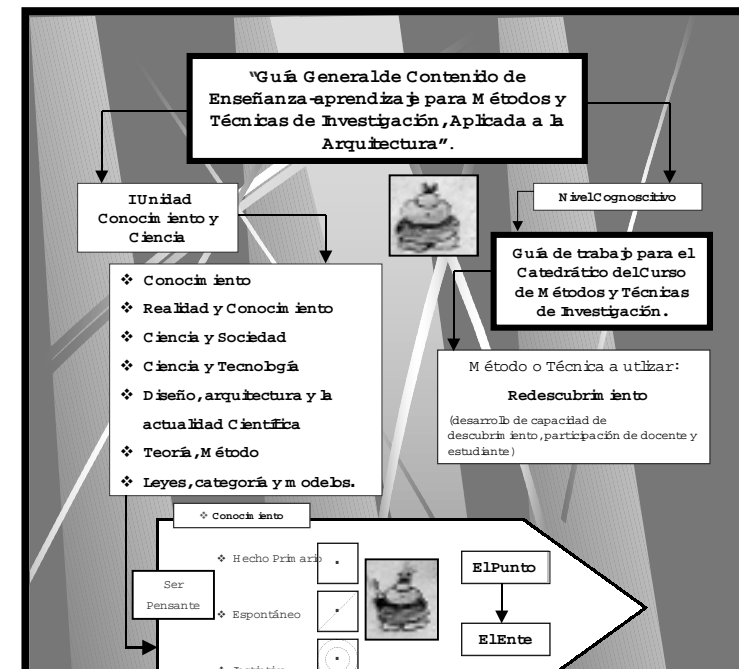 “Guía General de Contenido de
Enseñanza-aprendizaje para Métodos y
Técnicas de Investigación, Aplicada a la
Arquitectura”.
I Unidad
Conocimiento y
Ciencia
Nivel Cognoscitivo
❖ Conocimiento
❖ Realidad y Conocimiento
❖ Ciencia y Sociedad
❖ Ciencia y Tecnología
❖ Diseño, arquitectura y la
actualidad Científica
❖ Teoría, Método
❖ Leyes, categoría y modelos.
Guía de trabajo para el
Catedrático del Curso
de Métodos y Técnicas
de Investigación.
Método o Técnica a utlizar:
Redescubrimiento
(desarrollo de capacidad de
descubrimiento, participación de docente y
estudiante)
❖ Conocimiento
Ser
Pensante
❖ Hecho Primario
❖ Espontáneo
El Punto
El Ente